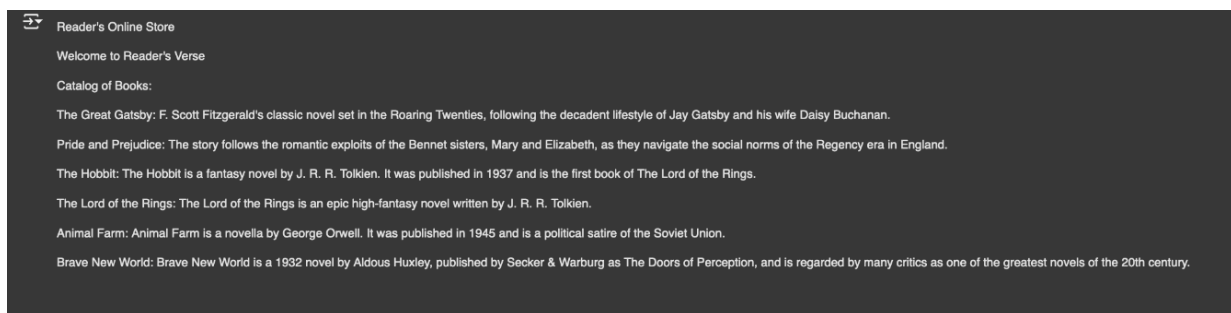 Reader's Online Store
Welcome to Reader's Verse
Catalog of Books:
The Great Gatsby: F. Scott Fitzgerald's classic novel set in the Roaring Twenties, following the decadent lifestyle of Jay Gatsby and his wife Daisy Buchanan.
Pride and Prejudice: The story follows the romantic exploits of the Bennet sisters, Mary and Elizabeth, as they navigate the social norms of the Regency era in England.
The Hobbit: The Hobbit is a fantasy novel by J. R. R. Tolkien. It was published in 1937 and is the first book of The Lord of the Rings.
The Lord of the Rings: The Lord of the Rings is an epic high-fantasy novel written by J. R. R. Tolkien.
Animal Farm: Animal Farm is a novella by George Orwell. It was published in 1945 and is a political satire of the Soviet Union.
Brave New World: Brave New World is a 1932 novel by Aldous Huxley, published by Secker & Warburg as The Doors of Perception, and is regarded by many critics as one of the greatest novels of the 20th century.